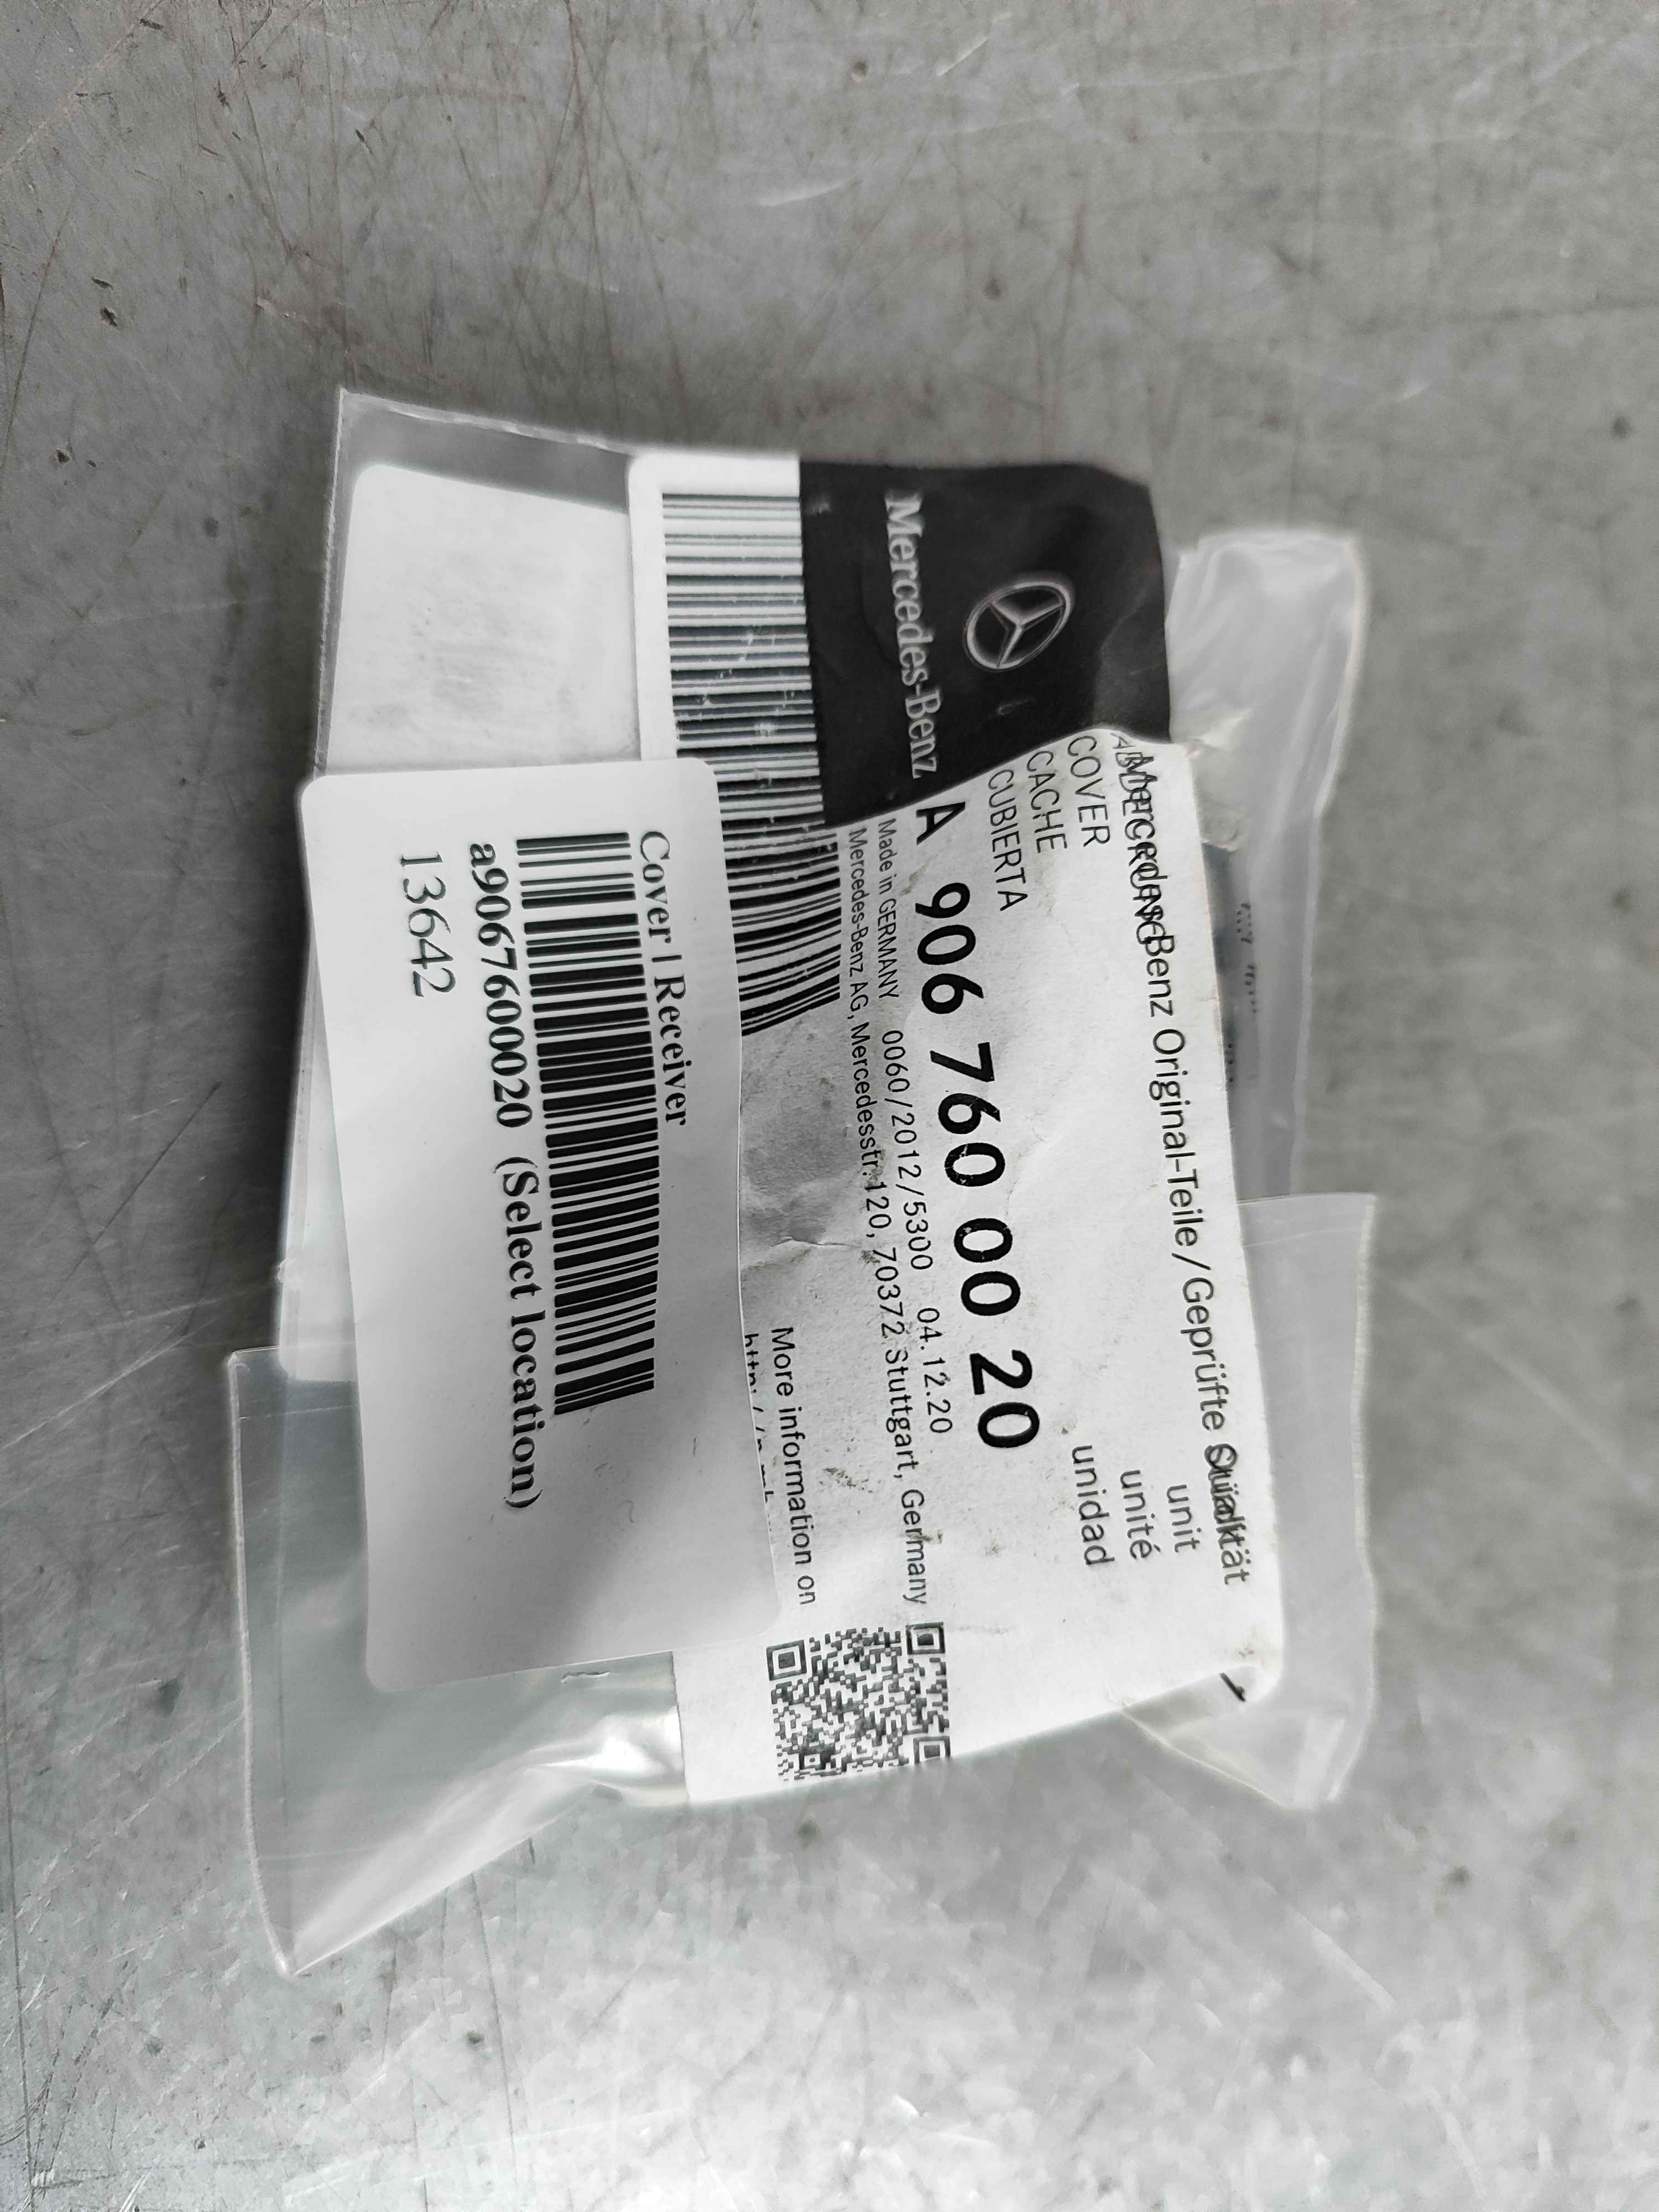 Mercedes-Benz
Mercedes-Benz Original-Teile/Geprüfte Qualität
ABDECKUNG
COVER
CACHE
CUBIERTA
Stück
unit
unité
unidad
A 906 760 00 20
Made in GERMANY 0060/2012/5300 04.12.20
Mercedes-Benz AG, Mercedesstr. 120, 70372 Stuttgart, Germany
More information on
Cover | Receiver
a9067600020 (Select location)
13642